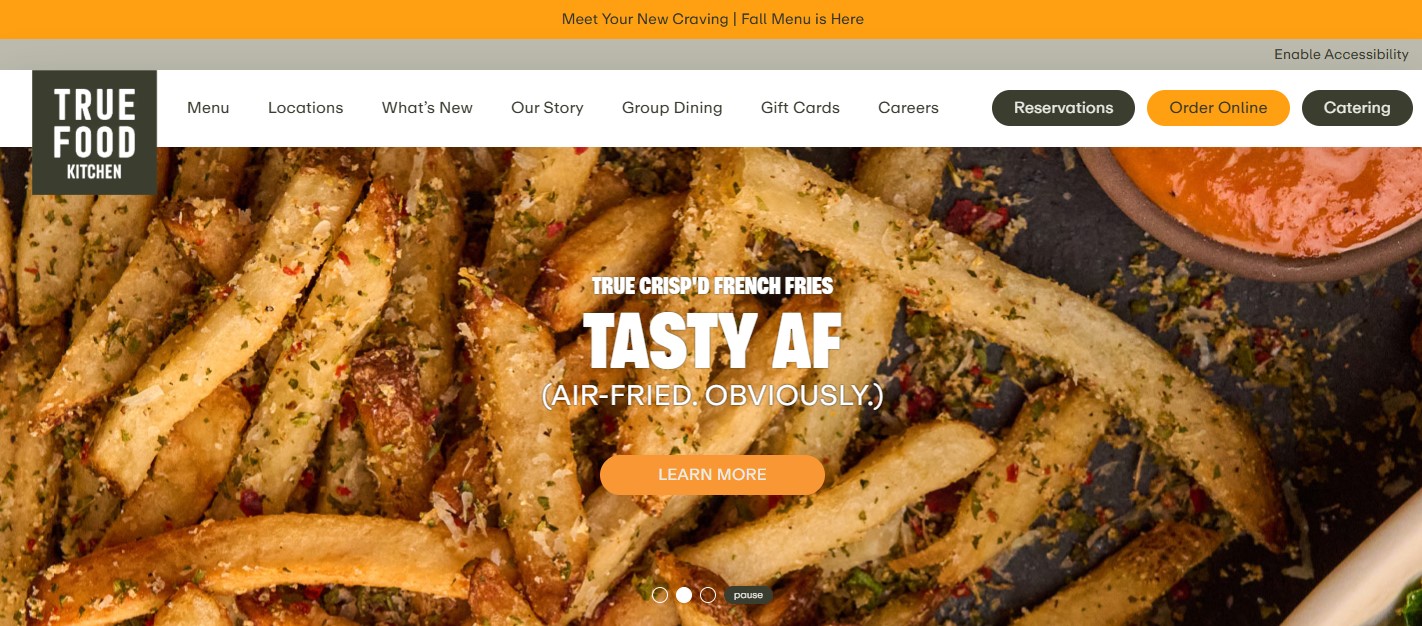 Meet Your New Craving | Fall Menu is Here
Enable Accessibility
TRUE
FOOD
KITCHEN
Menu Locations What's New Our Story Group Dining Gift Cards Careers Reservations Order Online Catering
TRUE CRISP'D FRENCH FRIES
TASTY AF
(AIR-FRIED. OBVIOUSLY.)
LEARN MORE
pause